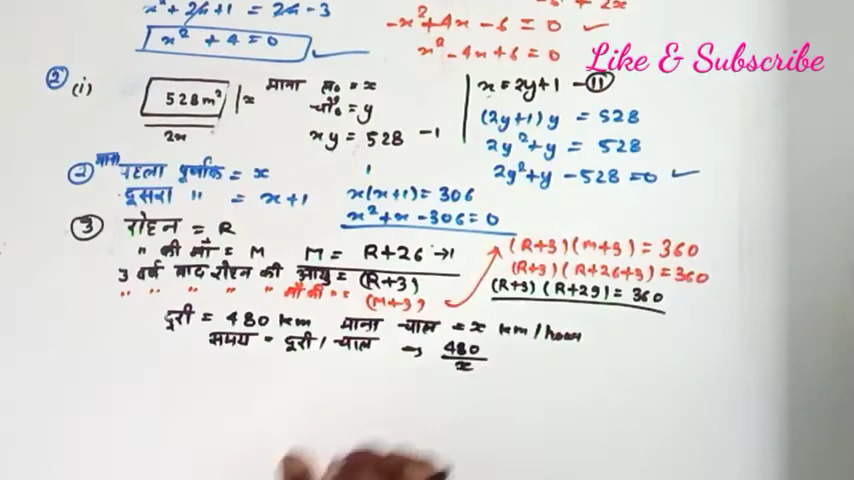 x² + 2x + 1 = 2x - 3
x² + 4 = 0
-x² + 4x - 6 = 0
x² - 4x + 6 = 0
Like & Subscribe
② (i)
528m² | x
2x
माना ल० = x
चौ० = y
xy = 528 - 1
x = 2y+1 - ⑪
(2y+1) y = 528
2y² + y = 528
2y² + y - 528 = 0
② माना पहला पूर्णांक = x
दूसरा " = x+1
x(x+1) = 306
x² + x - 306 = 0
③ रोहन = R
" की माँ = M M = R+26 → 1
3 वर्ष बाद रोहन की आयु = (R+3)
" " " " " माँ की " = (M+3)
(R+3) (M+3) = 360
(R+3) (R+26+3) = 360
(R+3) (R+29) = 360
दूरी = 480 km माना चाल = x km/hour
समय = दूरी / चाल → 480/x